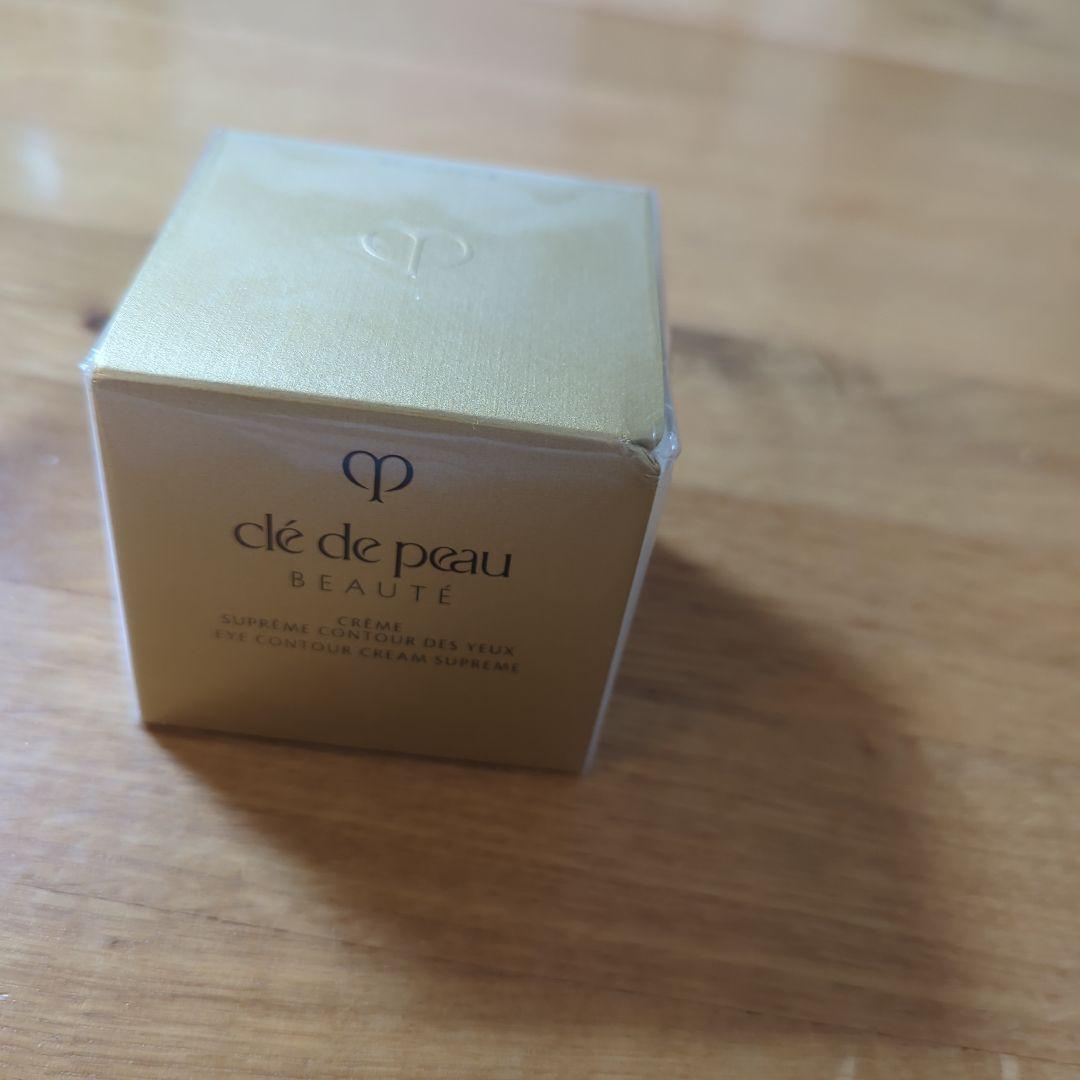 clé de peau
BEAUTÉ
CRÈME
SUPRÊME CONTOUR DES YEUX
EYE CONTOUR CREAM SUPREME